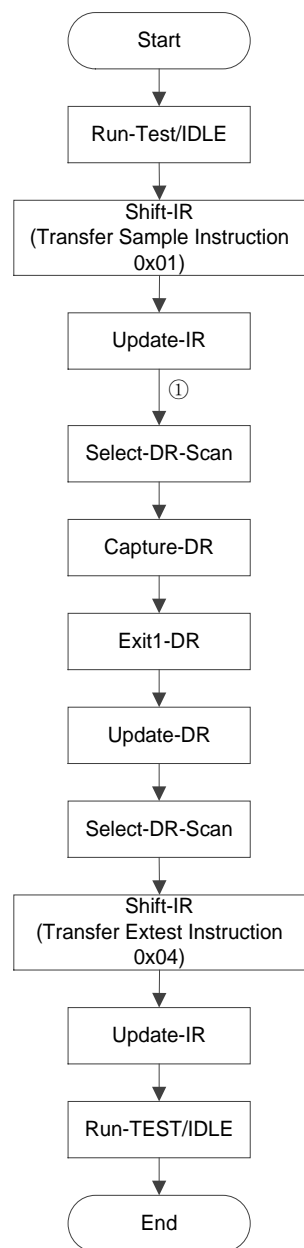 Start
Run-Test/IDLE
Shift-IR
(Transfer Sample Instruction
0x01)
Update-IR
①
Select-DR-Scan
Capture-DR
Exit1-DR
Update-DR
Select-DR-Scan
Shift-IR
(Transfer Extest Instruction
0x04)
Update-IR
Run-TEST/IDLE
End